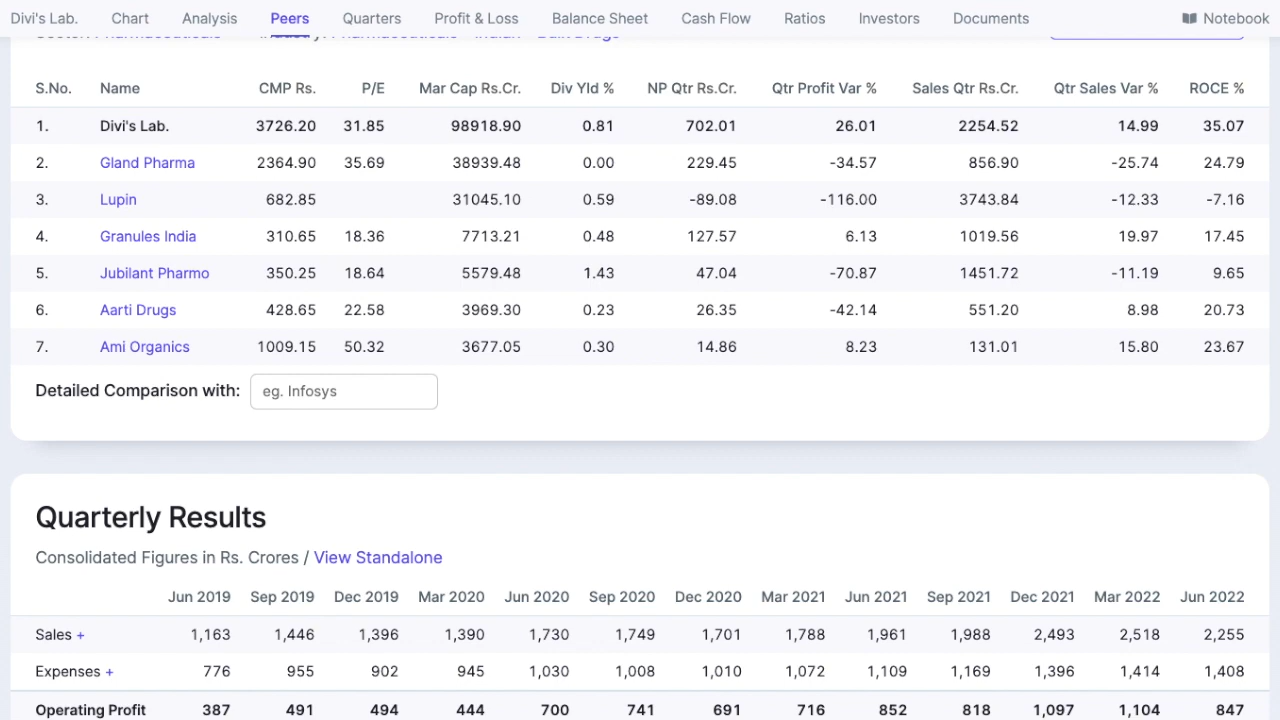 Divi's Lab. Chart Analysis Peers Quarters Profit & Loss Balance Sheet Cash Flow Ratios Investors Documents Notebook
S.No. Name CMP Rs. P/E Mar Cap Rs.Cr. Div Yld % NP Qtr Rs.Cr. Qtr Profit Var % Sales Qtr Rs.Cr. Qtr Sales Var % ROCE %
1. Divi's Lab. 3726.20 31.85 98918.90 0.81 702.01 26.01 2254.52 14.99 35.07
2. Gland Pharma 2364.90 35.69 38939.48 0.00 229.45 -34.57 856.90 -25.74 24.79
3. Lupin 682.85 31045.10 0.59 -89.08 -116.00 3743.84 -12.33 -7.16
4. Granules India 310.65 18.36 7713.21 0.48 127.57 6.13 1019.56 19.97 17.45
5. Jubilant Pharmo 350.25 18.64 5579.48 1.43 47.04 -70.87 1451.72 -11.19 9.65
6. Aarti Drugs 428.65 22.58 3969.30 0.23 26.35 -42.14 551.20 8.98 20.73
7. Ami Organics 1009.15 50.32 3677.05 0.30 14.86 8.23 131.01 15.80 23.67
Detailed Comparison with: eg. Infosys
Quarterly Results
Consolidated Figures in Rs. Crores / View Standalone
Jun 2019 Sep 2019 Dec 2019 Mar 2020 Jun 2020 Sep 2020 Dec 2020 Mar 2021 Jun 2021 Sep 2021 Dec 2021 Mar 2022 Jun 2022
Sales + 1,163 1,446 1,396 1,390 1,730 1,749 1,701 1,788 1,961 1,988 2,493 2,518 2,255
Expenses + 776 955 902 945 1,030 1,008 1,010 1,072 1,109 1,169 1,396 1,414 1,408
Operating Profit 387 491 494 444 700 741 691 716 852 818 1,097 1,104 847